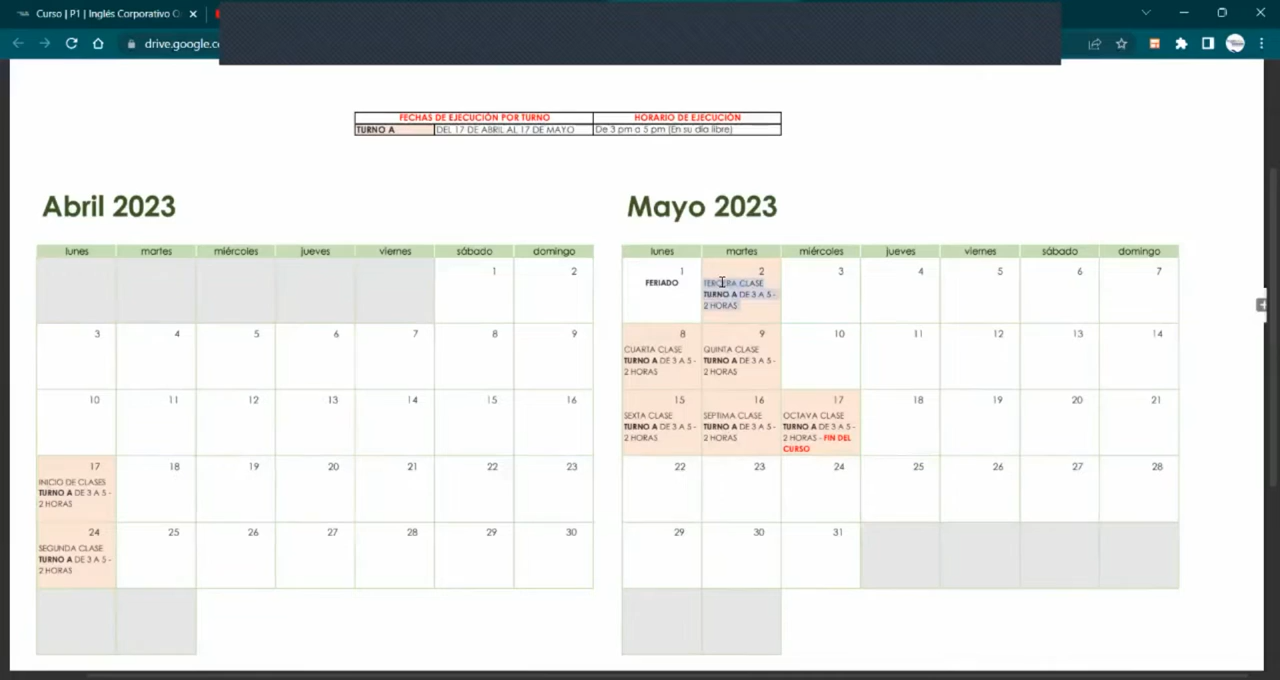 Curso | P1 | Inglés Corporativo
drive.google.co
FECHAS DE EJECUCIÓN POR TURNO HORARIO DE EJECUCIÓN
TURNO A DEL 17 DE ABRIL AL 17 DE MAYO De 3 pm a 5 pm (En su día libre)
Abril 2023
lunes martes miércoles jueves viernes sábado domingo
1 2
3 4 5 6 7 8 9
10 11 12 13 14 15 16
17 18 19 20 21 22 23
INICIO DE CLASES
TURNO A DE 3 A 5 -
2 HORAS
24 25 26 27 28 29 30
SEGUNDA CLASE
TURNO A DE 3 A 5 -
2 HORAS
Mayo 2023
lunes martes miércoles jueves viernes sábado domingo
1 2 3 4 5 6 7
FERIADO TERCERA CLASE
TURNO A DE 3 A 5 -
2 HORAS
8 9 10 11 12 13 14
CUARTA CLASE QUINTA CLASE
TURNO A DE 3 A 5 - TURNO A DE 3 A 5 -
2 HORAS 2 HORAS
15 16 17 18 19 20 21
SEXTA CLASE SEPTIMA CLASE OCTAVA CLASE
TURNO A DE 3 A 5 - TURNO A DE 3 A 5 - TURNO A DE 3 A 5 -
2 HORAS 2 HORAS 2 HORAS - FIN DEL
CURSO
22 23 24 25 26 27 28
29 30 31